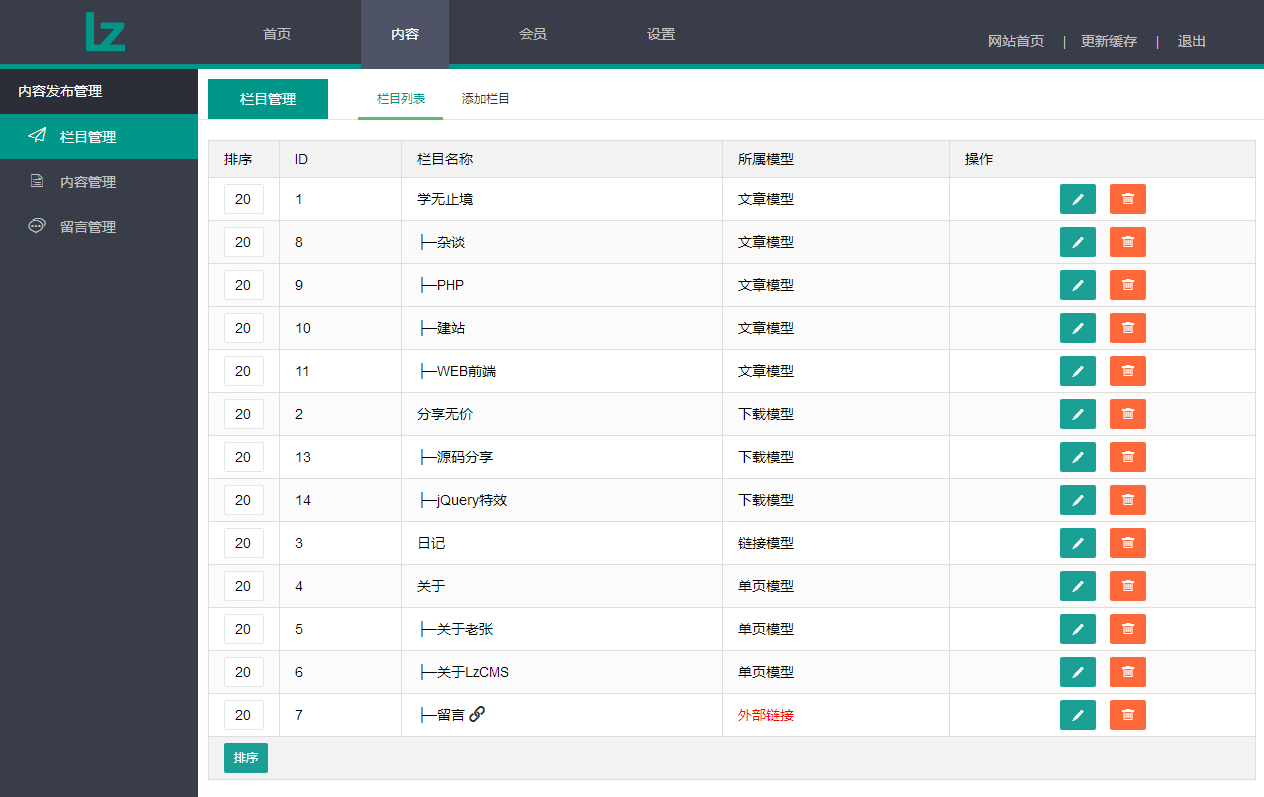 Lz 首页 内容 会员 设置 网站首页 | 更新缓存 | 退出
内容发布管理
栏目管理
内容管理
留言管理
栏目管理 栏目列表 添加栏目
排序 ID 栏目名称 所属模型 操作
20 1 学无止境 文章模型
20 8 ├─杂谈 文章模型
20 9 ├─PHP 文章模型
20 10 ├─建站 文章模型
20 11 ├─WEB前端 文章模型
20 2 分享无价 下载模型
20 13 ├─源码分享 下载模型
20 14 ├─jQuery特效 下载模型
20 3 日记 链接模型
20 4 关于 单页模型
20 5 ├─关于老张 单页模型
20 6 ├─关于LzCMS 单页模型
20 7 ├─留言 外部链接
排序